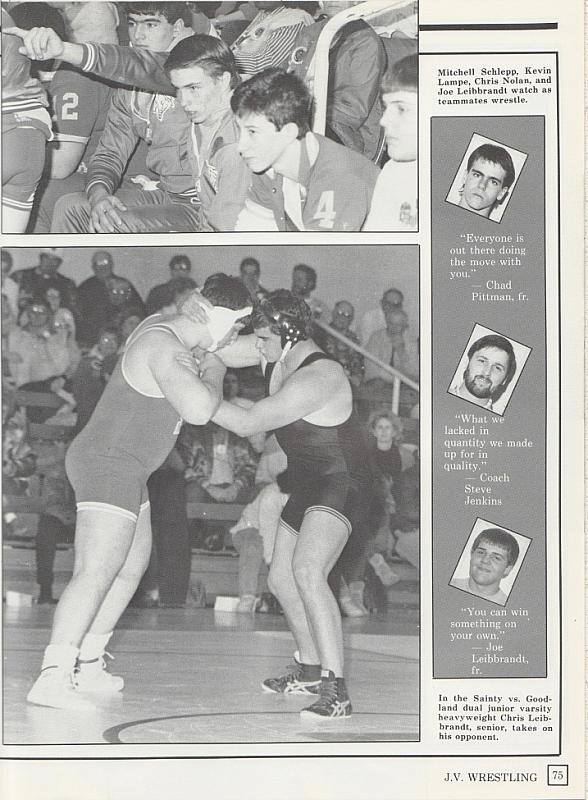 Mitchell Schlepp, Kevin
Lampe, Chris Nolan, and
Joe Leibbrandt watch as
teammates wrestle.
2
4
"Everyone is
out there doing
the move with
you."
— Chad
Pittman, fr.
"What we
lacked in
quantity we made
up for in
quality."
— Coach
Steve
Jenkins
"You can win
something on
your own."
— Joe
Leibbrandt,
fr.
In the Sainty vs. Good-
land dual junior varsity
heavyweight Chris Leib-
brandt, senior, takes on
his opponent.
J.V. WRESTLING 75